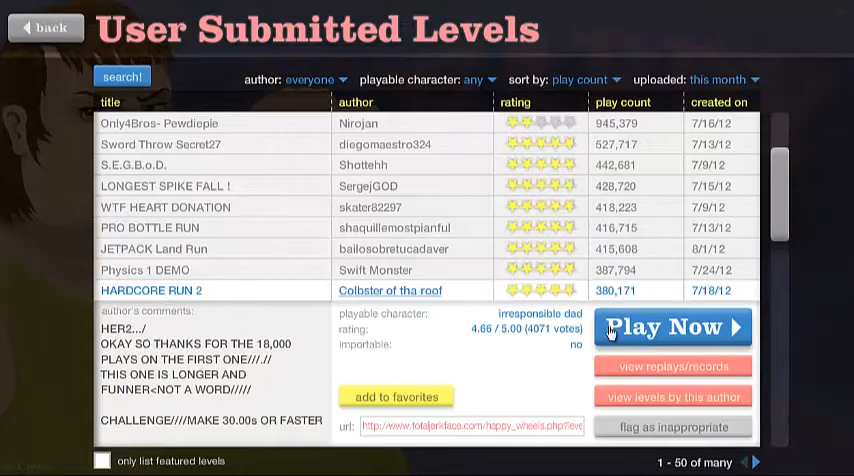 back
User Submitted Levels
search!
author: everyone playable character: any sort by: play count uploaded: this month
title author rating play count created on
Only4Bros- Pewdiepie Nirojan 945,379 7/16/12
Sword Throw Secret27 diegomaestro324 527,717 7/13/12
S.E.G.B.o.D. Shottehh 442,681 7/9/12
LONGEST SPIKE FALL ! SergejGOD 428,720 7/15/12
WTF HEART DONATION skater82297 418,223 7/9/12
PRO BOTTLE RUN shaquillemostpianful 416,715 7/13/12
JETPACK Land Run bailosobretucadaver 415,608 8/1/12
Physics 1 DEMO Swift Monster 387,794 7/24/12
HARDCORE RUN 2 Colbster of tha roof 380,171 7/18/12
author's comments:
HER2.../
OKAY SO THANKS FOR THE 18,000
PLAYS ON THE FIRST ONE///.//
THIS ONE IS LONGER AND
FUNNER<NOT A WORD/////
CHALLENGE////MAKE 30.00s OR FASTER
playable character: irresponsible dad
rating: 4.66 / 5.00 (4071 votes)
importable: no
add to favorites
url: http://www.totaljerkface.com/happy_wheels.php?leve
Play Now
view replays/records
view levels by this author
flag as inappropriate
only list featured levels
1 - 50 of many